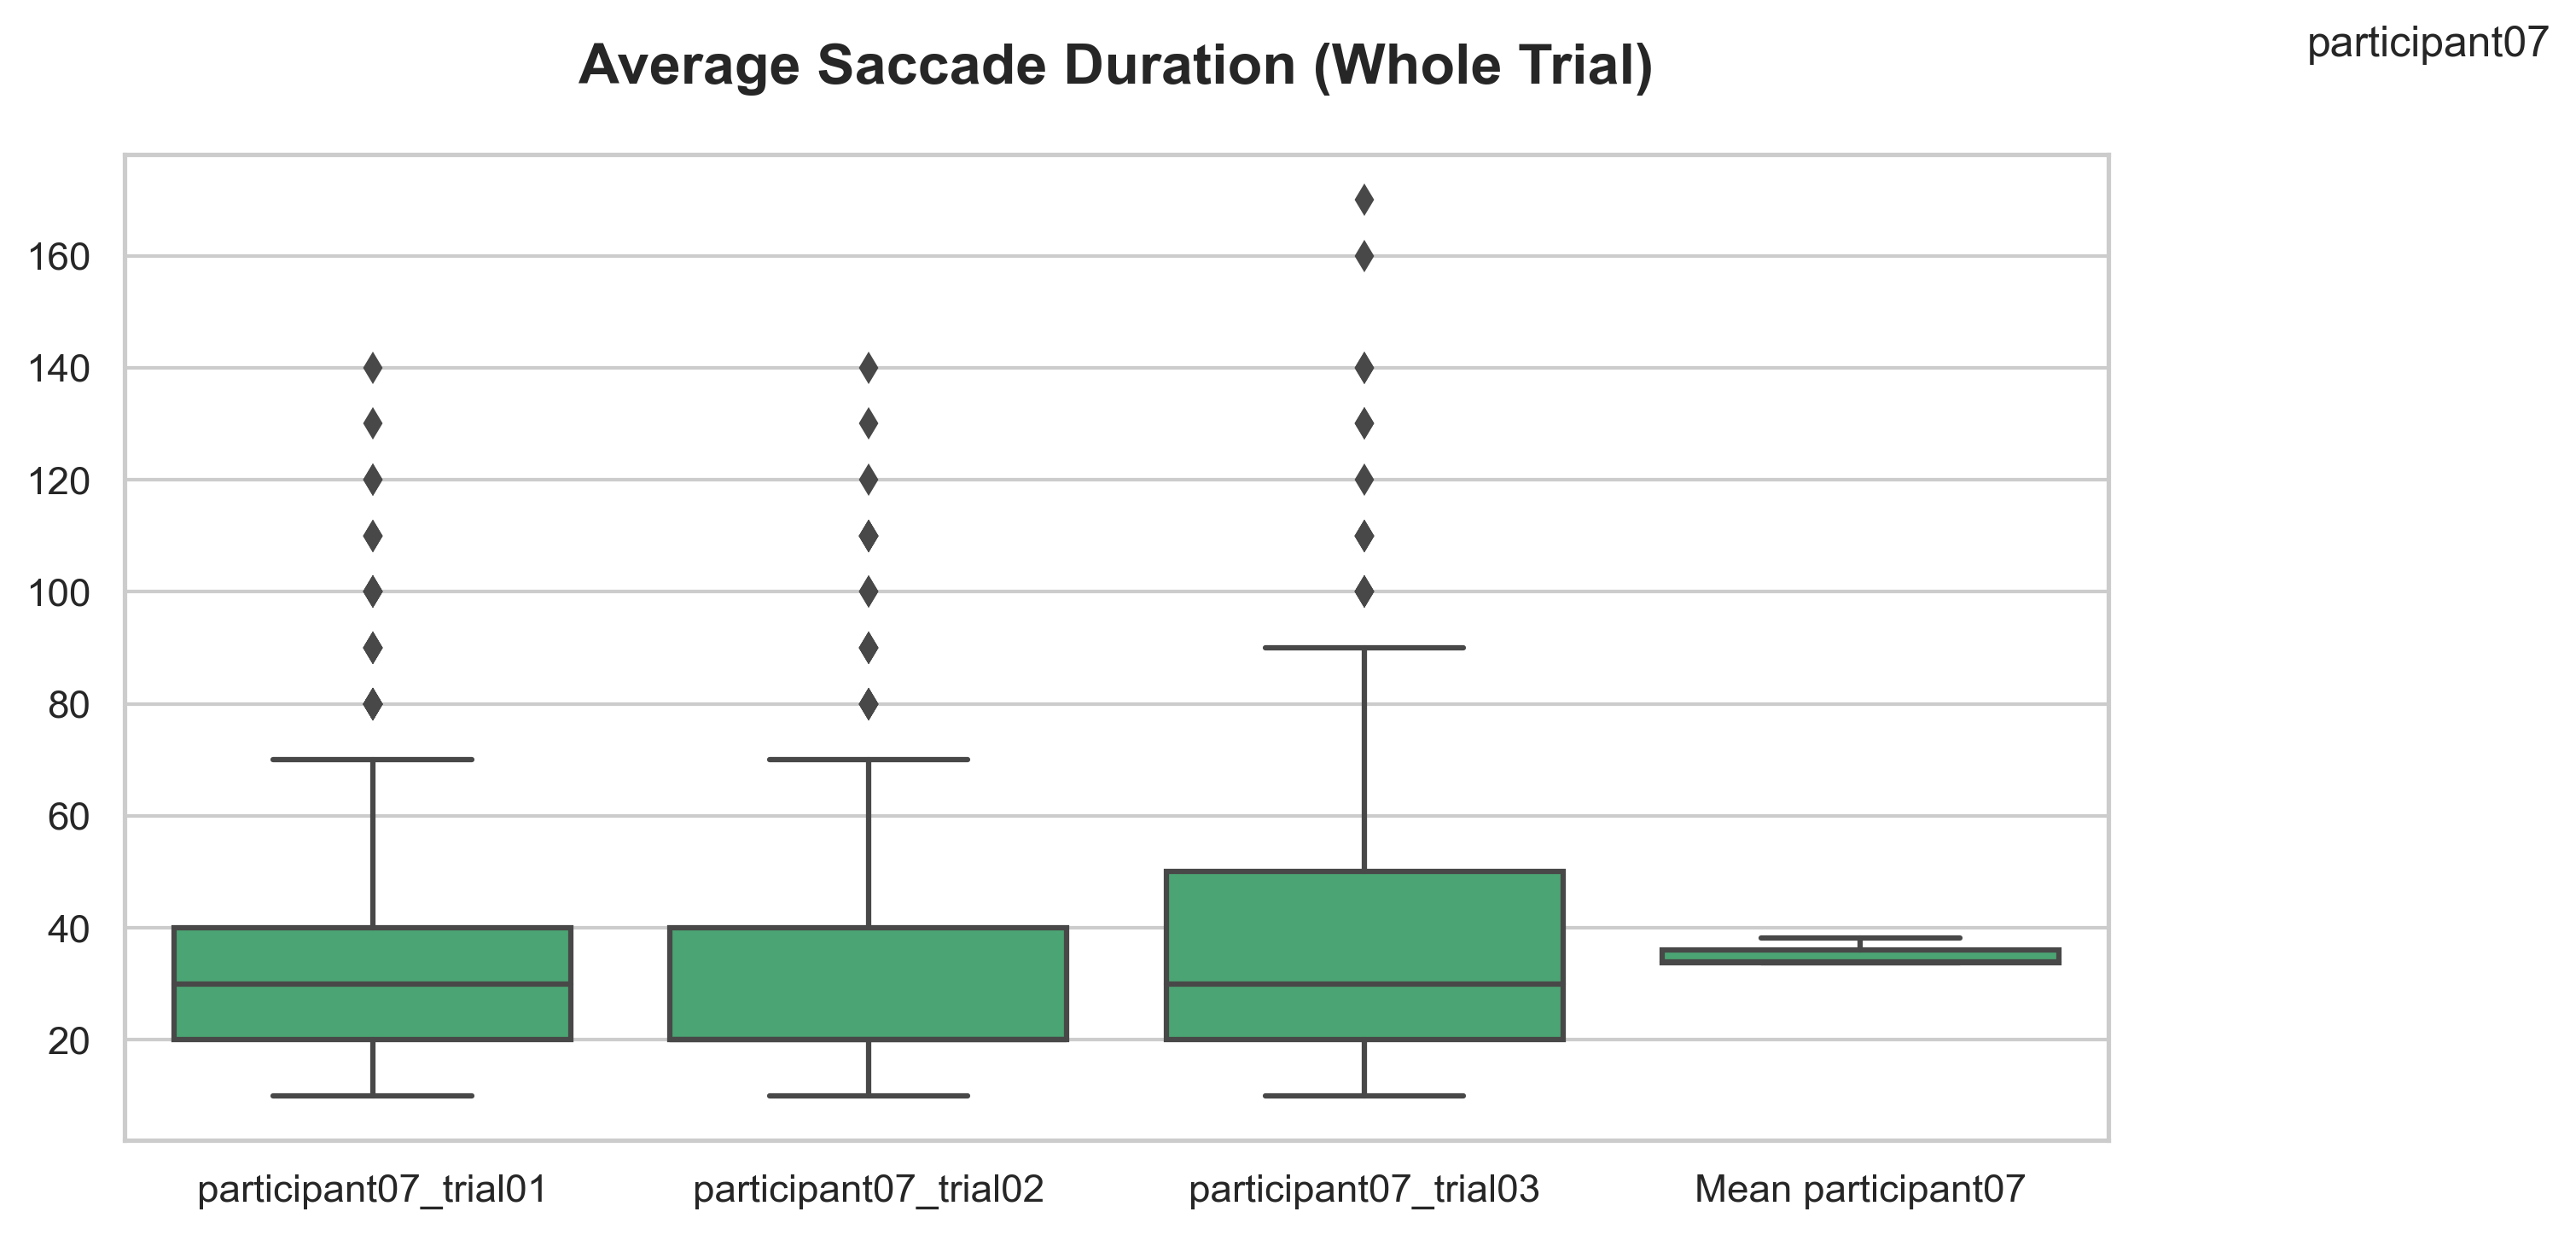 participant07
Average Saccade Duration (Whole Trial)
160
140
120
100
80
60
40
20
participant07_trial01
participant07_trial02
participant07_trial03
Mean participant07